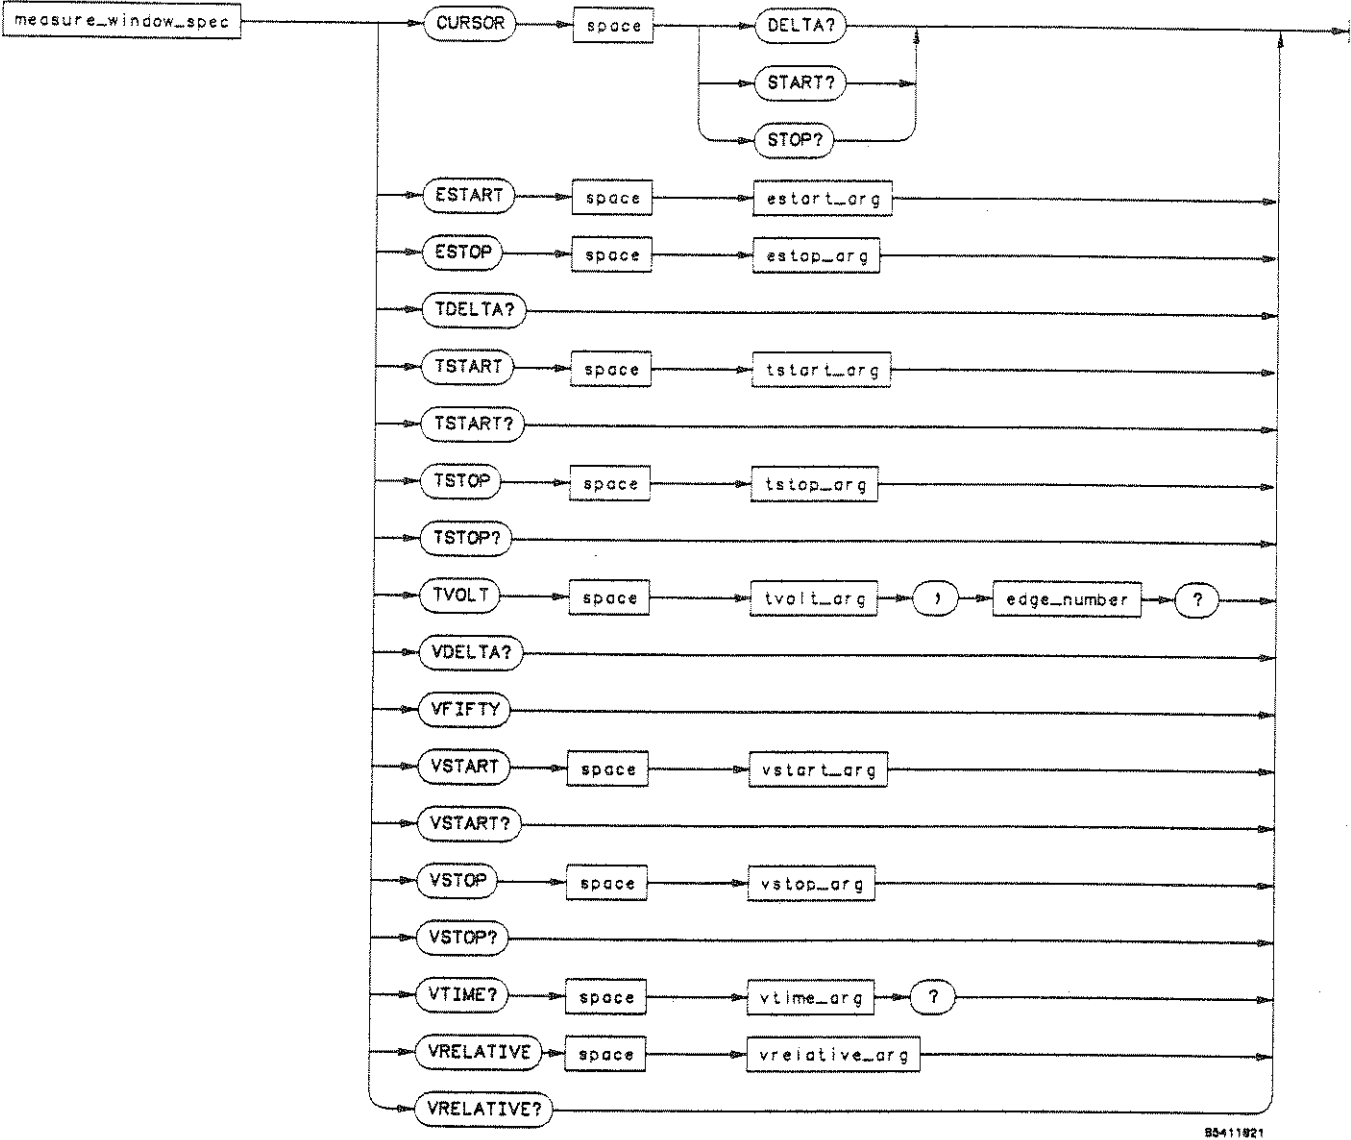 measure_window_spec CURSOR space DELTA?
START?
STOP?
ESTART space estart_arg
ESTOP space estop_arg
TDELTA?
TSTART space tstart_arg
TSTART?
TSTOP space tstop_arg
TSTOP?
TVOLT space tvolt_arg , edge_number ?
VDELTA?
VFIFTY
VSTART space vstart_arg
VSTART?
VSTOP space vstop_arg
VSTOP?
VTIME? space vtime_arg ?
VRELATIVE space vrelative_arg
VRELATIVE?
B5411821